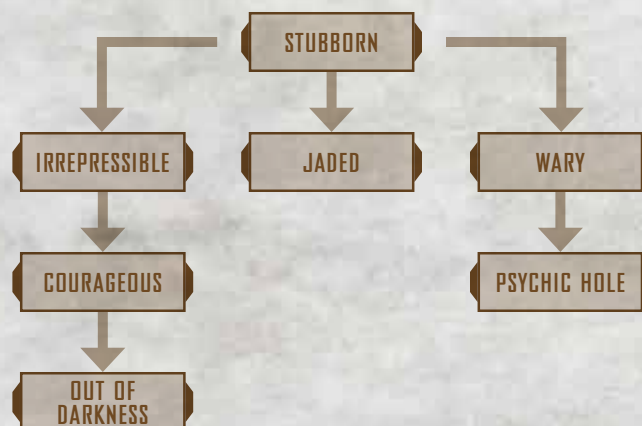 STUBBORN
IRREPRESSIBLE
JADED
WARY
COURAGEOUS
PSYCHIC HOLE
OUT OF
DARKNESS